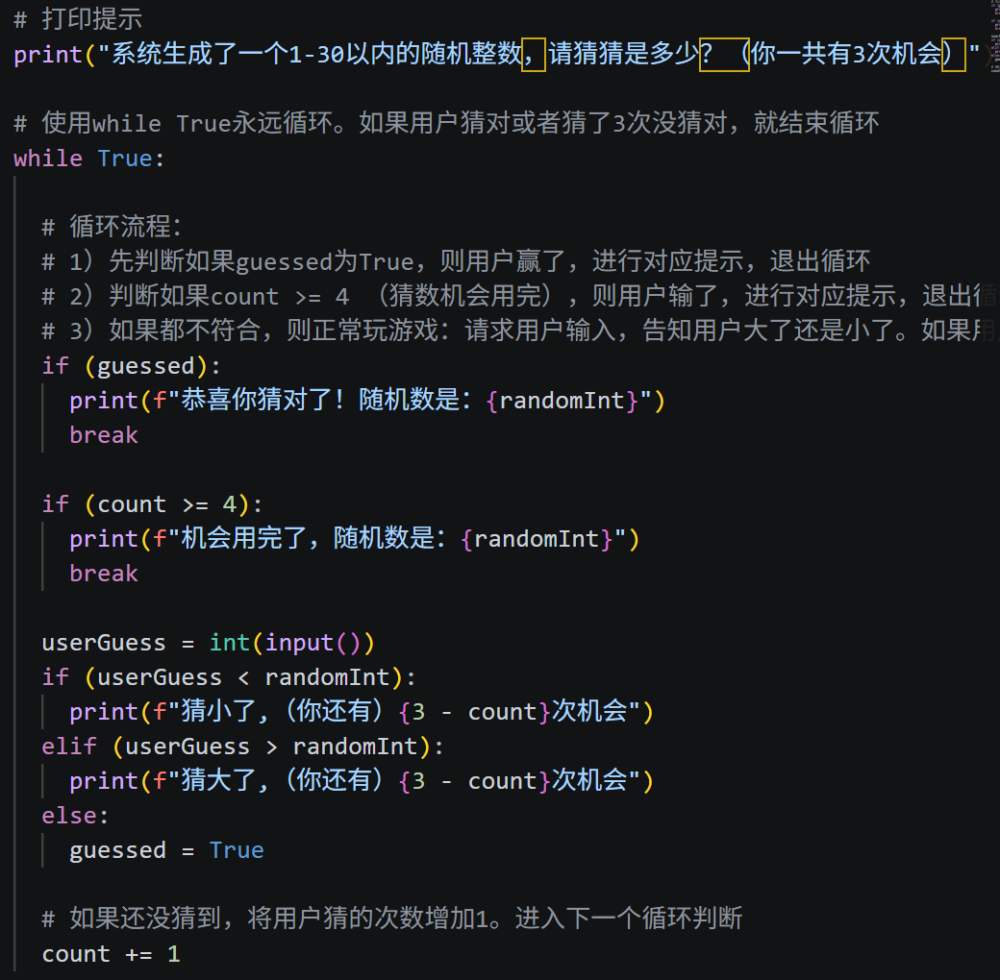 # 打印提示
print("系统生成了一个1-30以内的随机整数，请猜猜是多少？（你一共有3次机会）")
# 使用while True永远循环。如果用户猜对或者猜了3次没猜对，就结束循环
while True:
# 循环流程：
# 1）先判断如果guessed为True，则用户赢了，进行对应提示，退出循环
# 2）判断如果count >= 4 （猜数机会用完），则用户输了，进行对应提示，退出循
# 3）如果都不符合，则正常玩游戏：请求用户输入，告知用户大了还是小了。如果用
if (guessed):
print(f"恭喜你猜对了！随机数是：{randomInt}")
break
if (count >= 4):
print(f"机会用完了，随机数是：{randomInt}")
break
userGuess = int(input())
if (userGuess < randomInt):
print(f"猜小了,（你还有）{3 - count}次机会")
elif (userGuess > randomInt):
print(f"猜大了,（你还有）{3 - count}次机会")
else:
guessed = True
# 如果还没猜到，将用户猜的次数增加1。进入下一个循环判断
count += 1